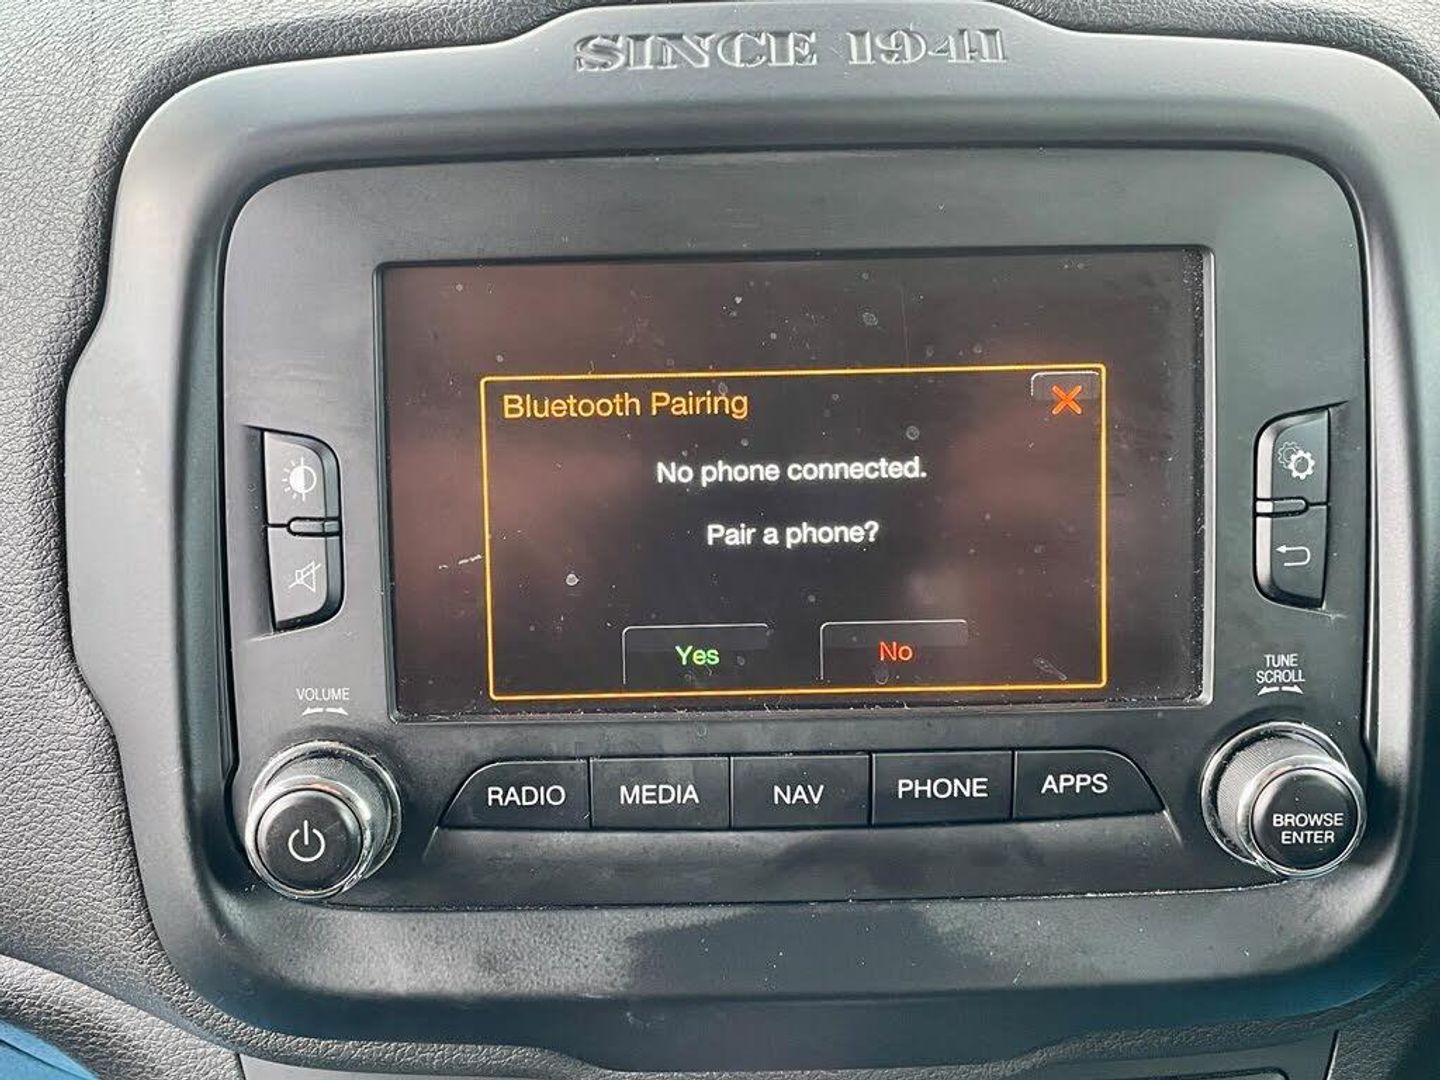 SINCE 1941
Bluetooth Pairing
No phone connected.
Pair a phone?
Yes No
VOLUME
TUNE
SCROLL
RADIO MEDIA NAV PHONE APPS
BROWSE
ENTER